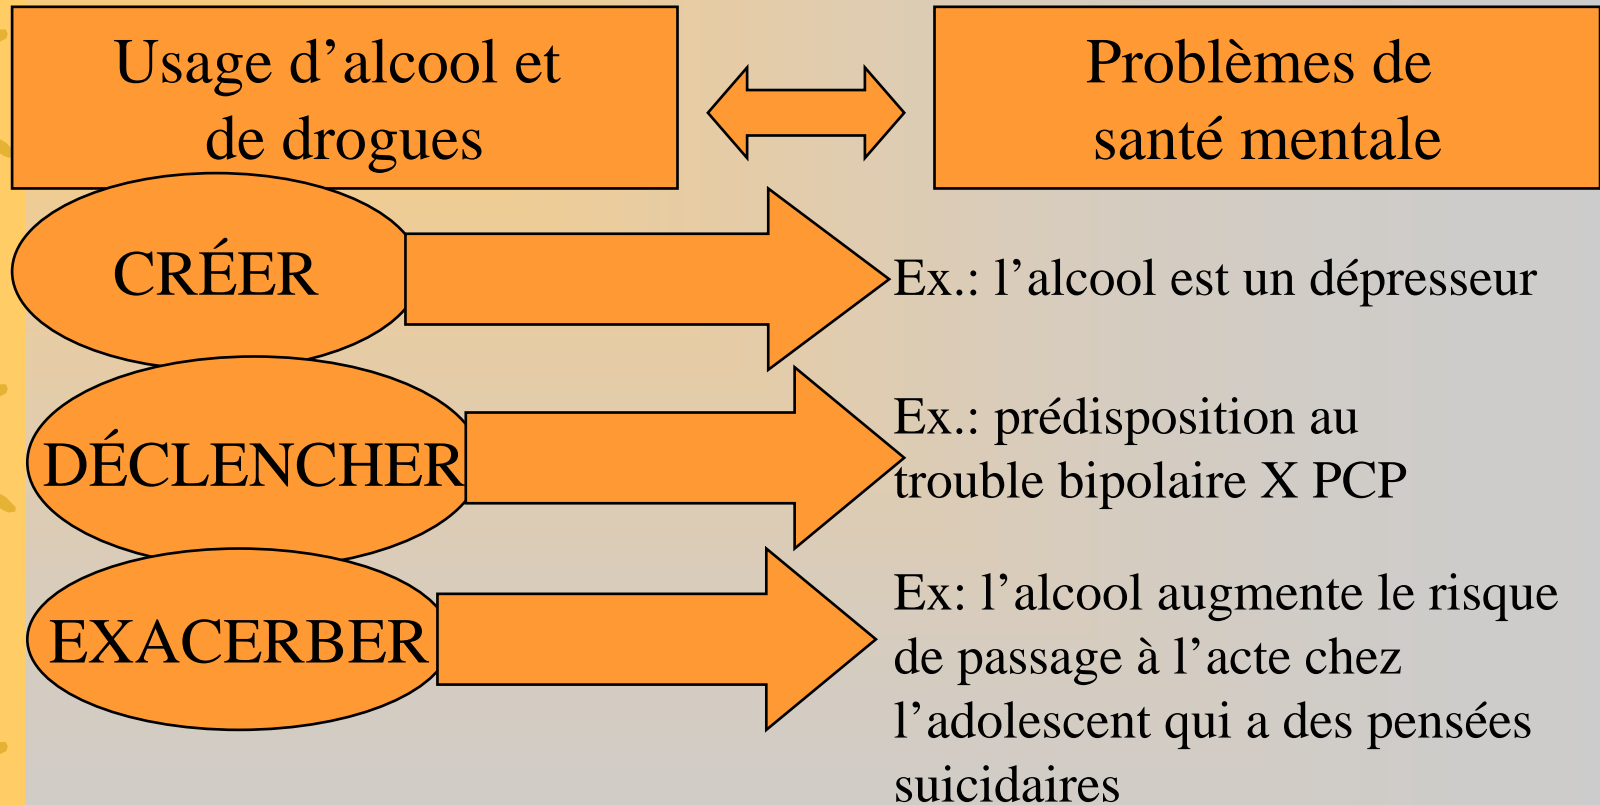 Usage d’alcool et
de drogues
Problèmes de
santé mentale
CRÉER
Ex.: l’alcool est un dépresseur
DÉCLENCHER
Ex.: prédisposition au
trouble bipolaire X PCP
EXACERBER
Ex: l’alcool augmente le risque
de passage à l’acte chez
l’adolescent qui a des pensées
suicidaires